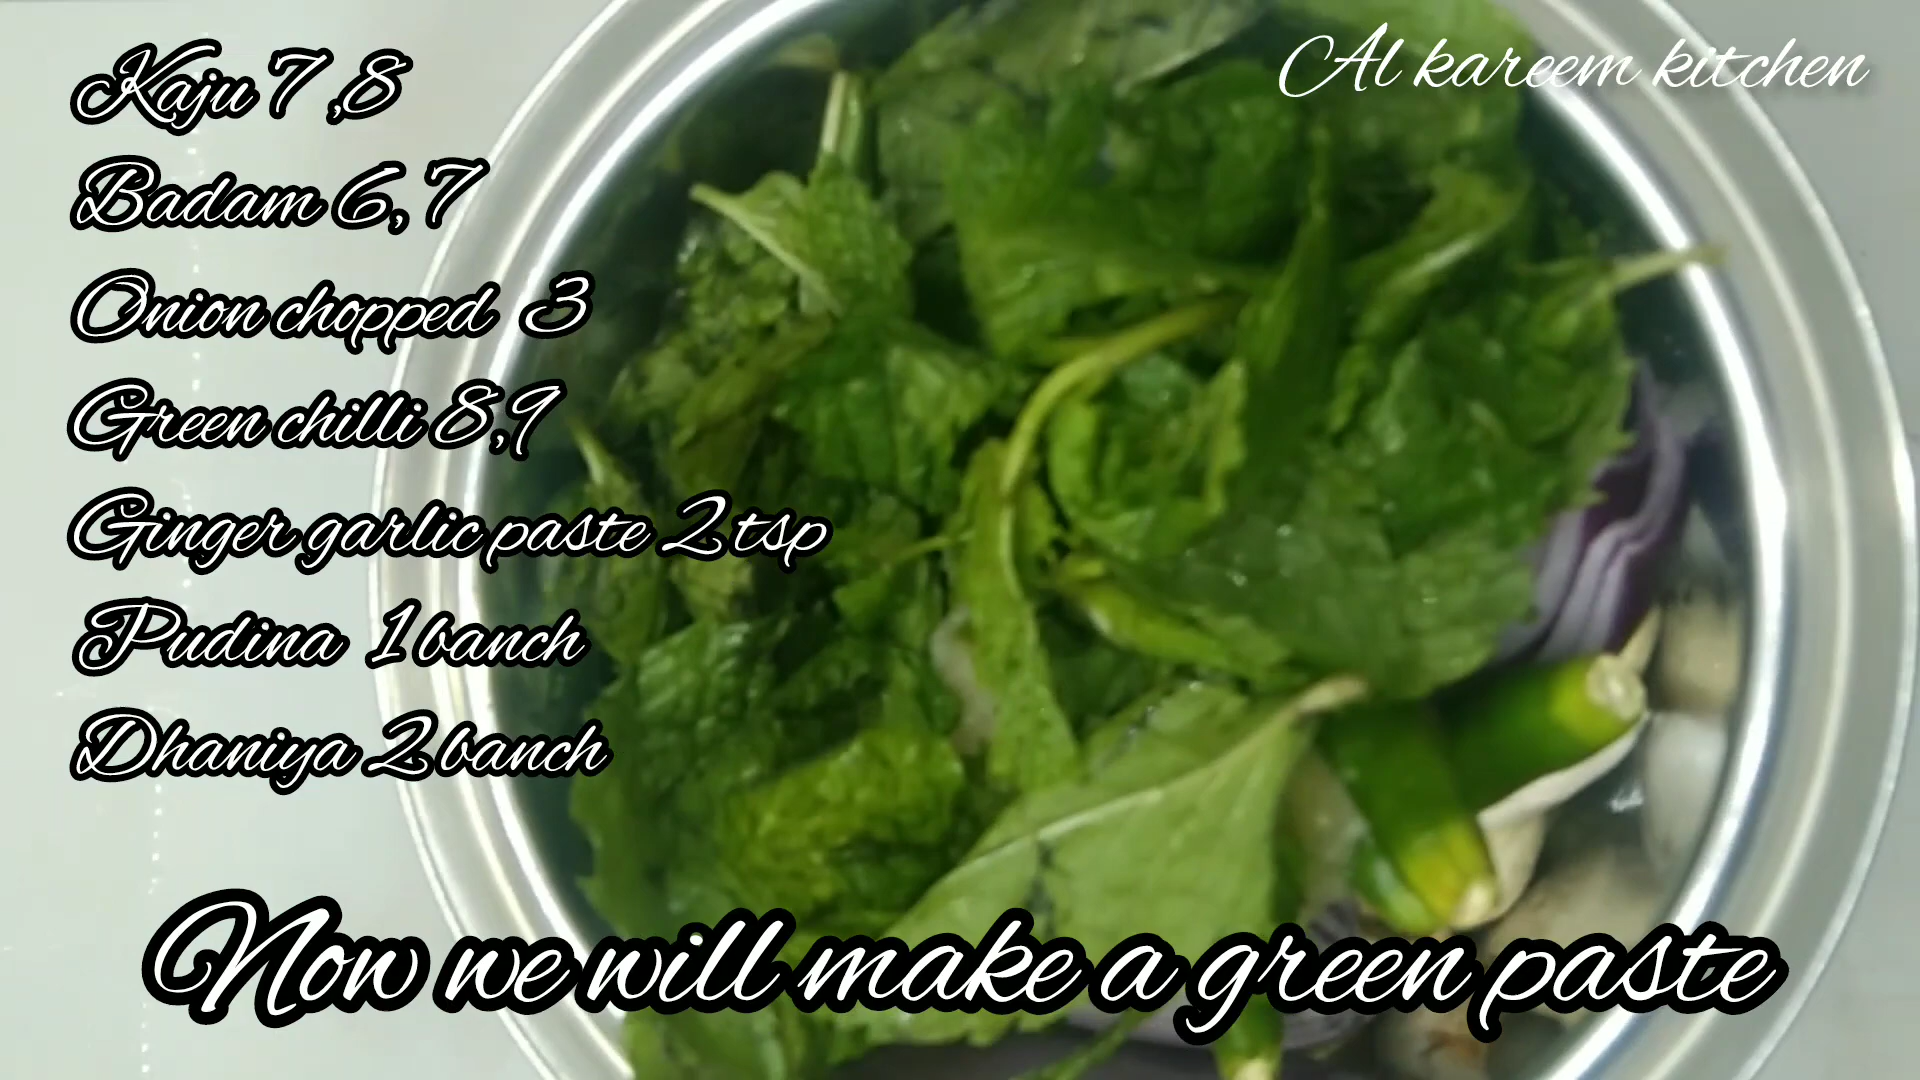 Al kareem kitchen
Kaju 7 ,8
Badam 6,7
Onion chopped 3
Green chilli 8,9
Ginger garlic paste 2 tsp
Pudina 1 banch
Dhaniya 2 banch
Now we will make a green paste